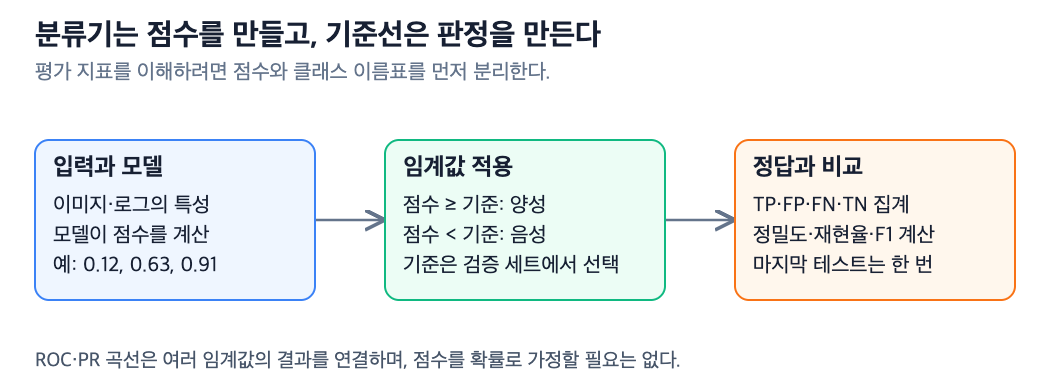 분류기는 점수를 만들고, 기준선은 판정을 만든다
평가 지표를 이해하려면 점수와 클래스 이름표를 먼저 분리한다.
입력과 모델
이미지·로그의 특성
모델이 점수를 계산
예: 0.12, 0.63, 0.91
임계값 적용
점수 ≥ 기준: 양성
점수 < 기준: 음성
기준은 검증 세트에서 선택
정답과 비교
TP·FP·FN·TN 집계
정밀도·재현율·F1 계산
마지막 테스트는 한 번
ROC·PR 곡선은 여러 임계값의 결과를 연결하며, 점수를 확률로 가정할 필요는 없다.